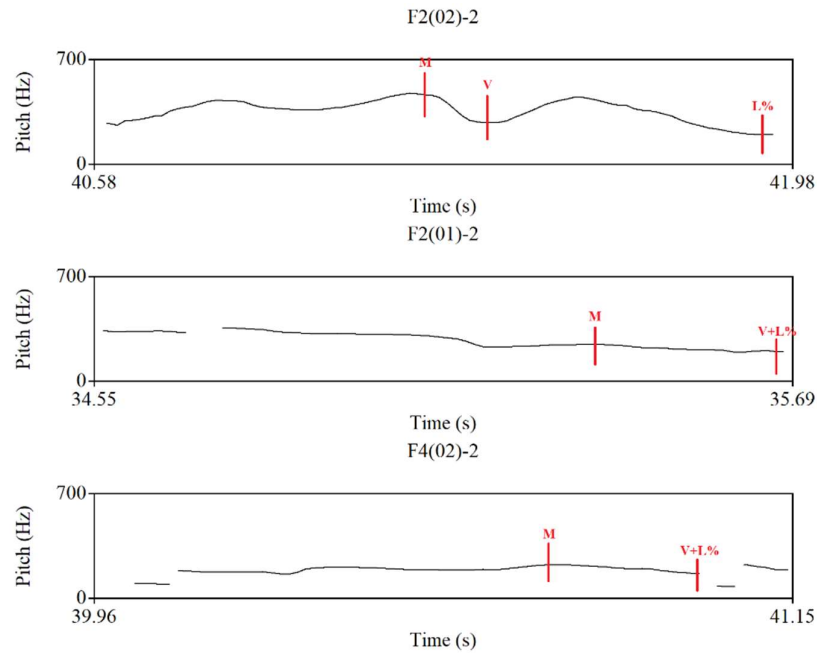 F2(02)-2
700
M
V
L%
Pitch (Hz)
0
40.58
41.98
Time (s)
F2(01)-2
700
M
V+L%
Pitch (Hz)
0
34.55
35.69
Time (s)
F4(02)-2
700
M
V+L%
Pitch (Hz)
0
39.96
41.15
Time (s)